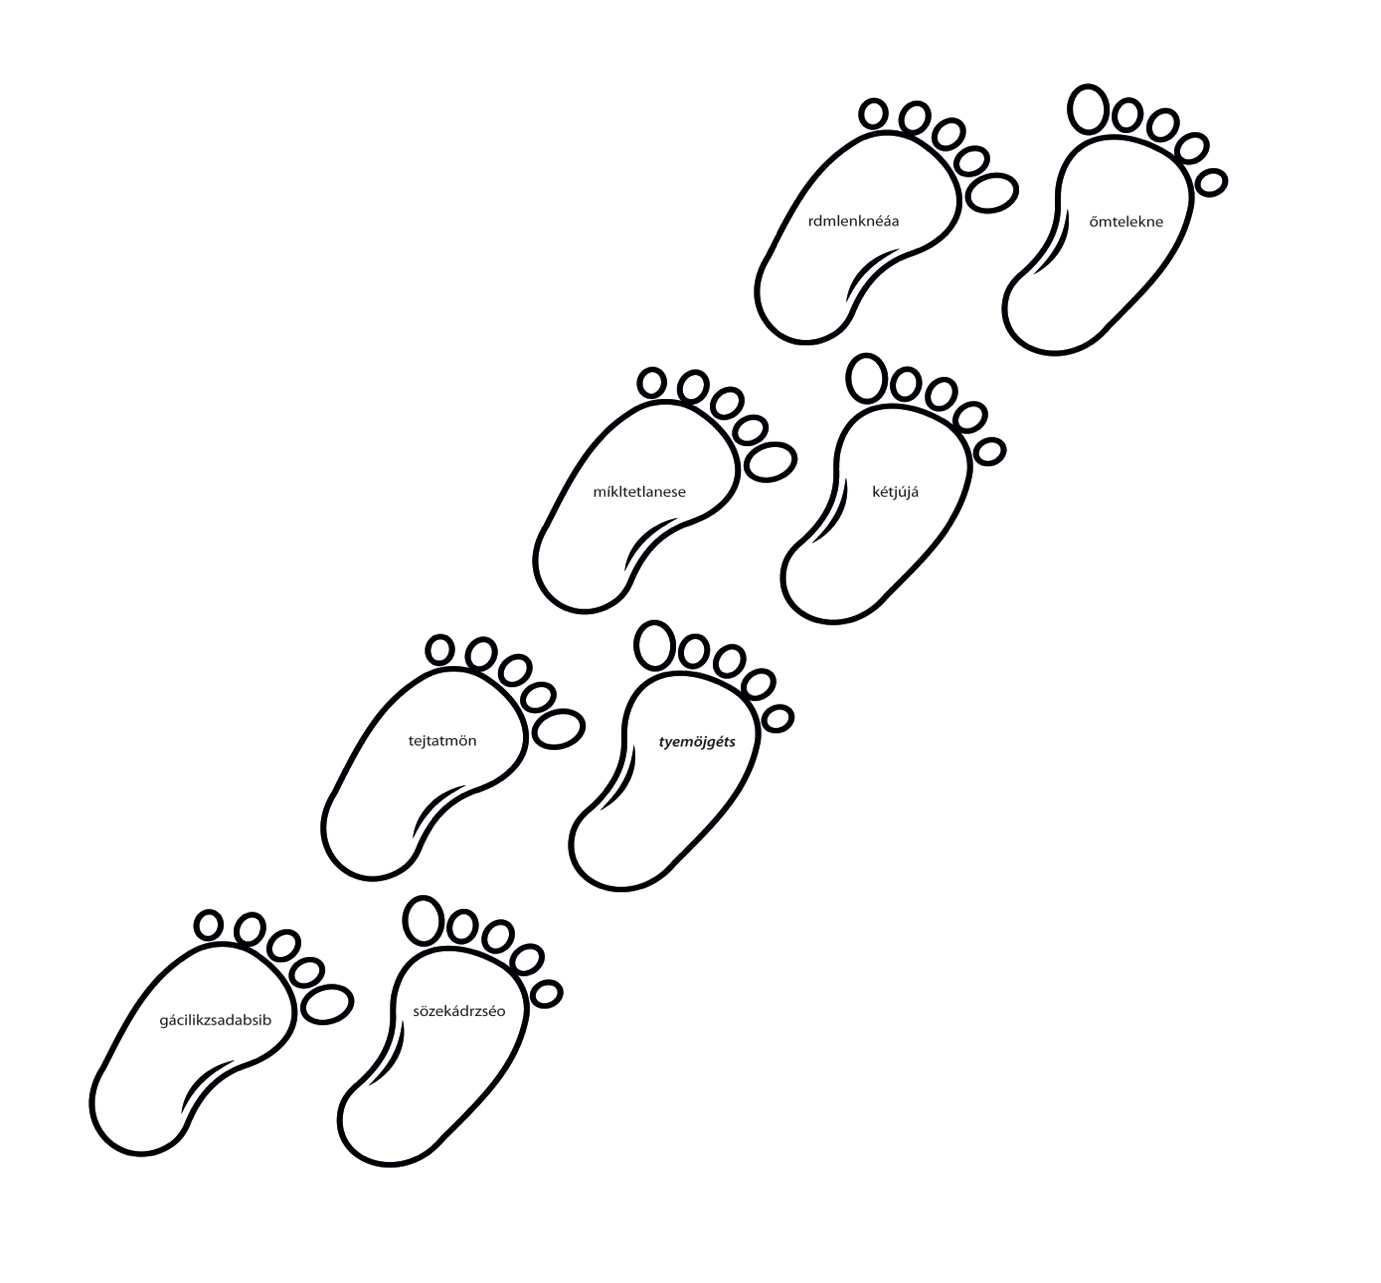 rdmlenknéáa
őmtelekne
míkltetlanese
kétjújá
tejtatmön
tyemöjgéts
gácilikzsadabsib
sözekádrzséo